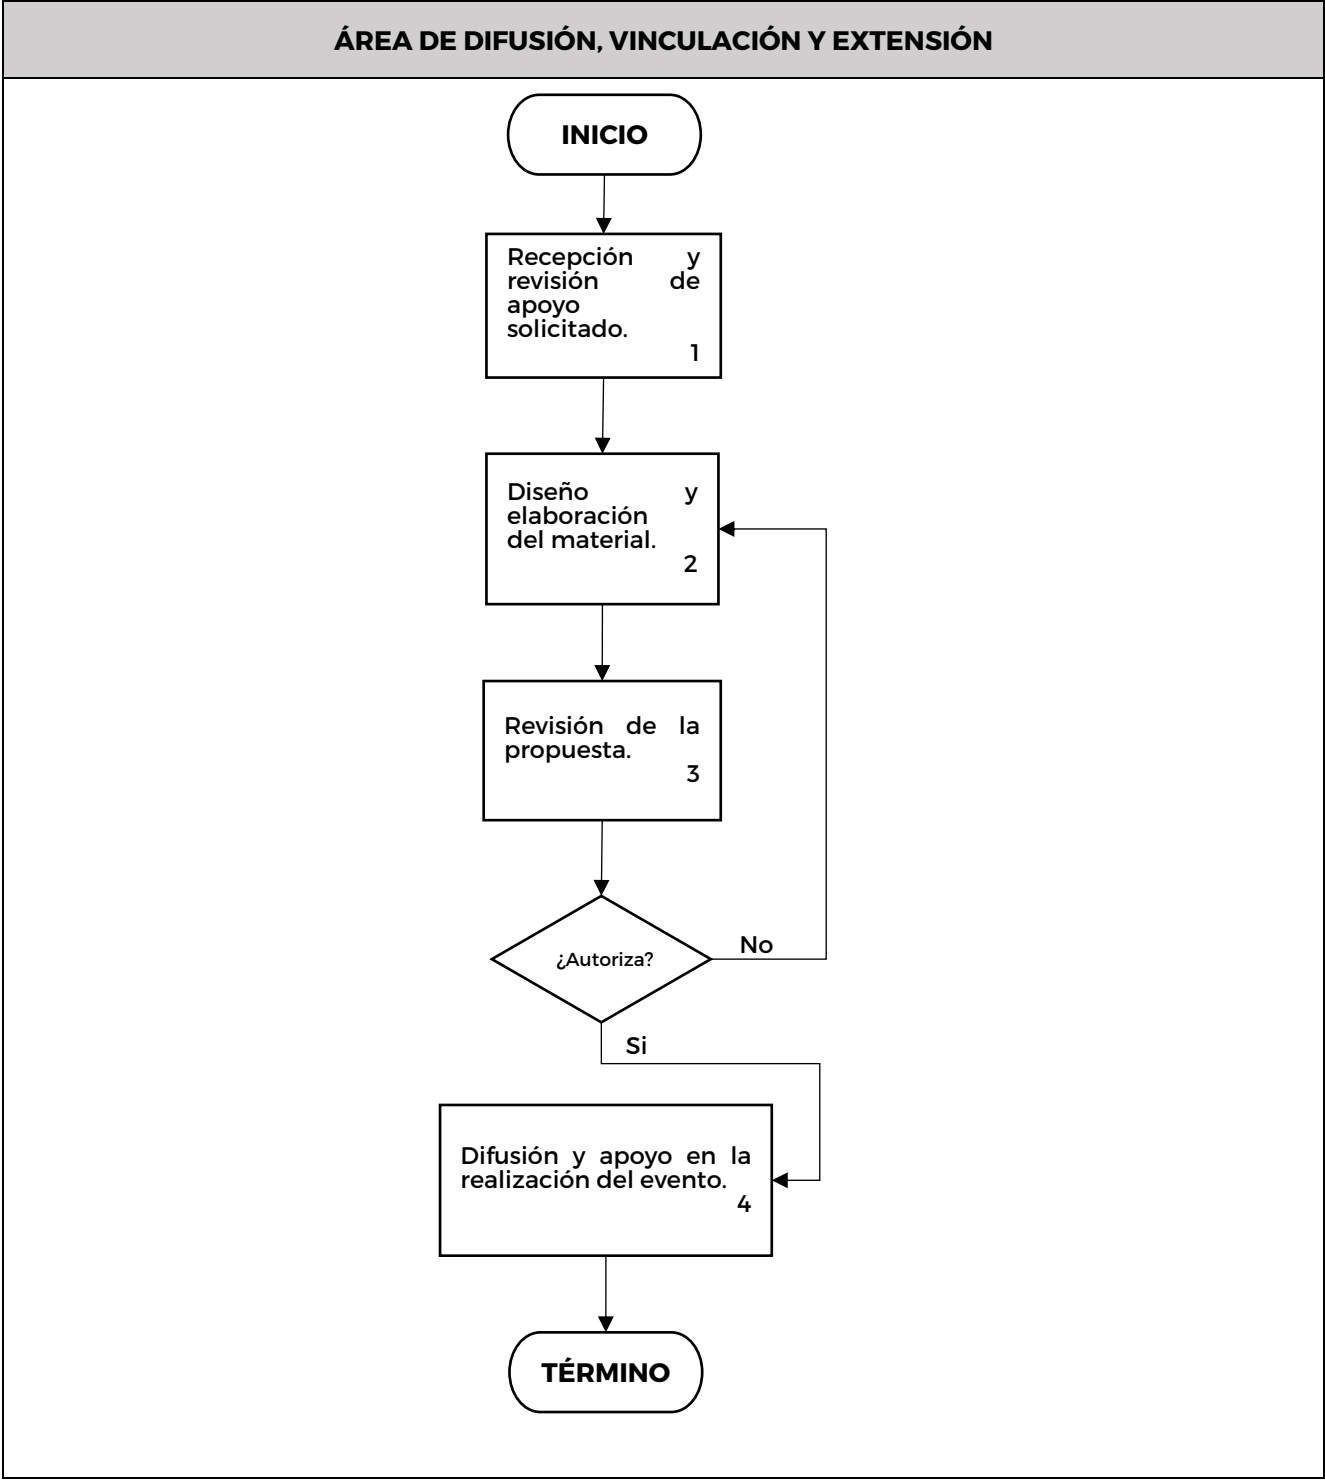 ÁREA DE DIFUSIÓN, VINCULACIÓN Y EXTENSIÓN
INICIO
Recepción y
revisión de
apoyo
solicitado.
1
Diseño y
elaboración
del material.
2
Revisión de la
propuesta.
3
¿Autoriza?
No
Si
Difusión y apoyo en la
realización del evento.
4
TÉRMINO